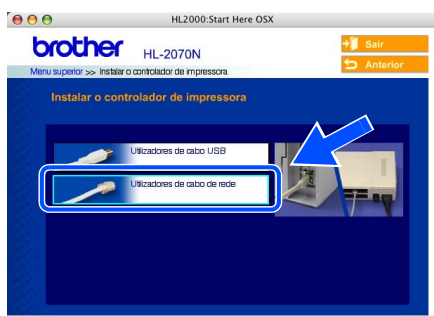 HL2000:Start Here OSX
brother
HL-2070N
Sair
Anterior
Menu superior >> Instalar o controlador de impressora
Instalar o controlador de impressora
Utilizadores de cabo USB
Utilizadores de cabo de rede